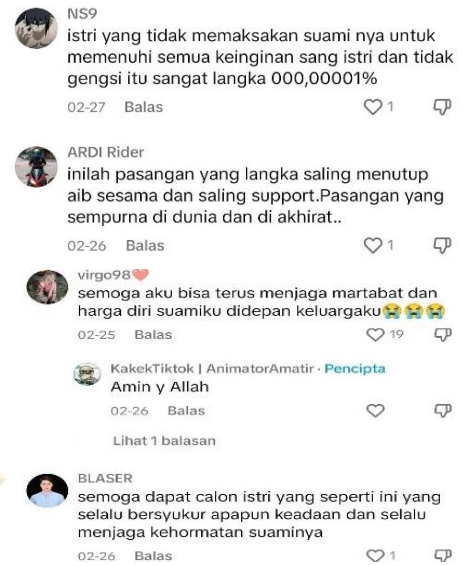 NS9
istri yang tidak memaksakan suami nya untuk
memenuhi semua keinginan sang istri dan tidak
gengsi itu sangat langka 000,00001%
02-27 Balas 1
ARDI Rider
inilah pasangan yang langka saling menutup
aib sesama dan saling support.Pasangan yang
sempurna di dunia dan di akhirat..
02-26 Balas 1
virgo98❤️
semoga aku bisa terus menjaga martabat dan
harga diri suamiku didepan keluargaku😭😭😭
02-25 Balas 19
KakekTiktok | AnimatorAmatir · Pencipta
Amin y Allah
02-26 Balas
Lihat 1 balasan
BLASER
semoga dapat calon istri yang seperti ini yang
selalu bersyukur apapun keadaan dan selalu
menjaga kehormatan suaminya
02-26 Balas 1